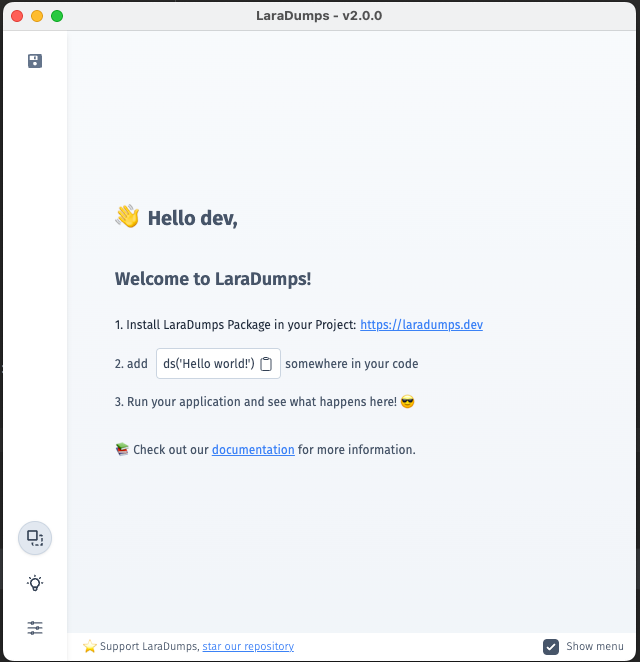 LaraDumps - v2.0.0
👋 Hello dev,
Welcome to LaraDumps!
1. Install LaraDumps Package in your Project: https://laradumps.dev
2. add ds('Hello world!') somewhere in your code
3. Run your application and see what happens here! 😎
📚 Check out our documentation for more information.
⭐ Support LaraDumps, star our repository
Show menu